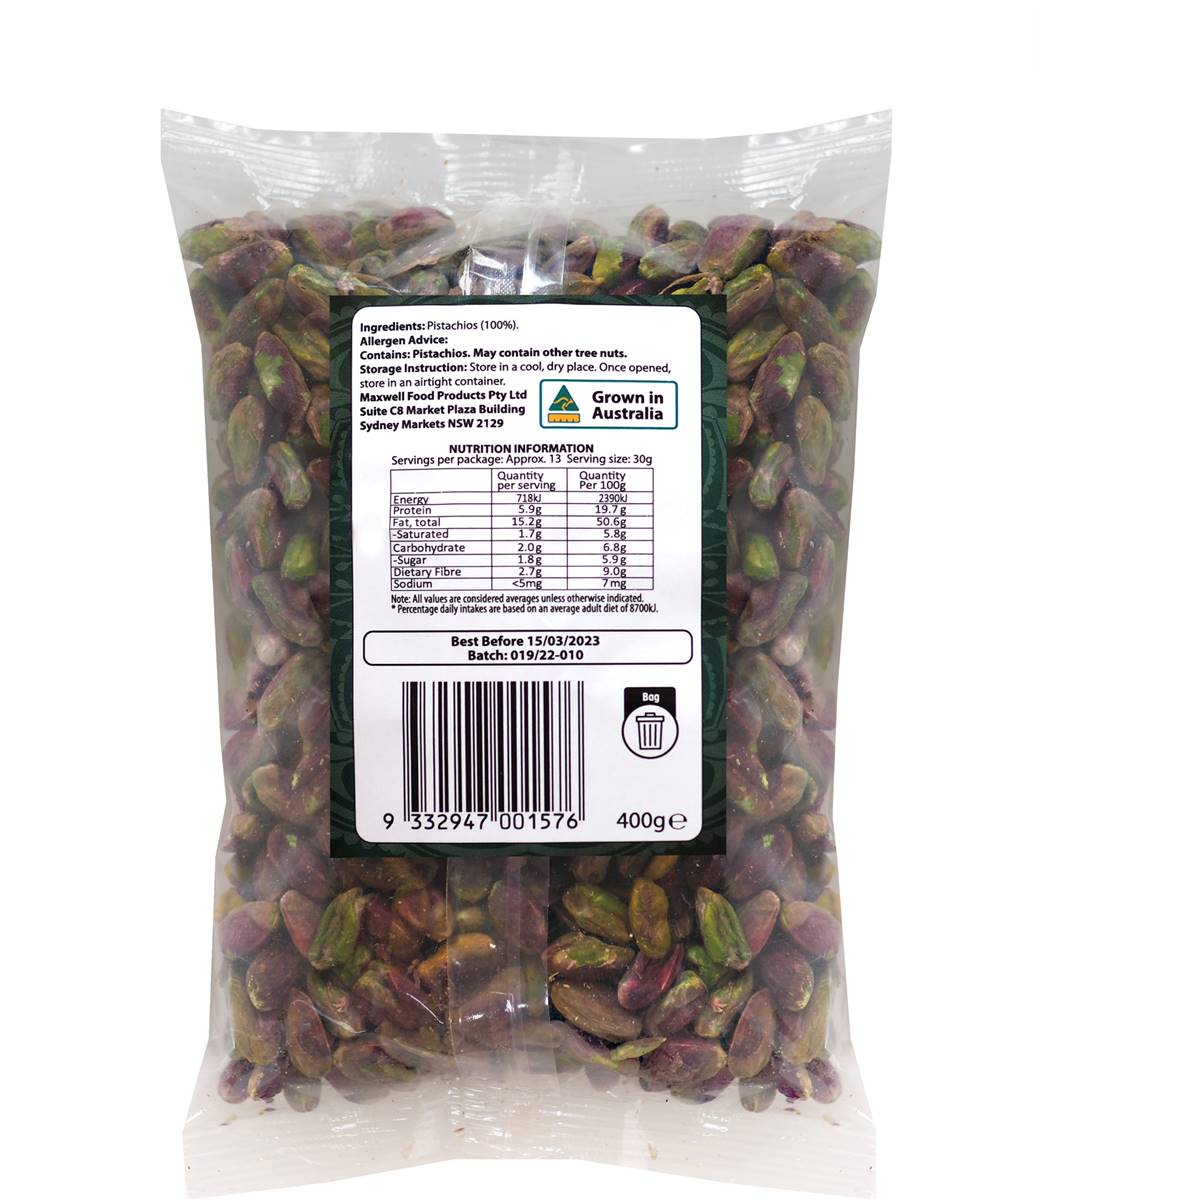 Ingredients: Pistachios (100%).
Allergen Advice:
Contains: Pistachios. May contain other tree nuts.
Storage Instruction: Store in a cool, dry place. Once opened,
store in an airtight container.
Maxwell Food Products Pty Ltd
Suite C8 Market Plaza Building
Sydney Markets NSW 2129
Grown in
Australia
NUTRITION INFORMATION
Servings per package: Approx. 13 Serving size: 30g
Quantity per serving Quantity Per 100g
Energy 718kJ 2390kJ
Protein 5.9g 19.7g
Fat, total 15.2g 50.6g
-Saturated 1.7g 5.8g
Carbohydrate 2.0g 6.8g
-Sugar 1.8g 5.9g
Dietary Fibre 2.7g 9.0g
Sodium <5mg 7mg
Note: All values are considered averages unless otherwise indicated.
* Percentage daily intakes are based on an average adult diet of 8700kJ.
Best Before 15/03/2023
Batch: 019/22-010
Bag
9 332947 001576
400g e